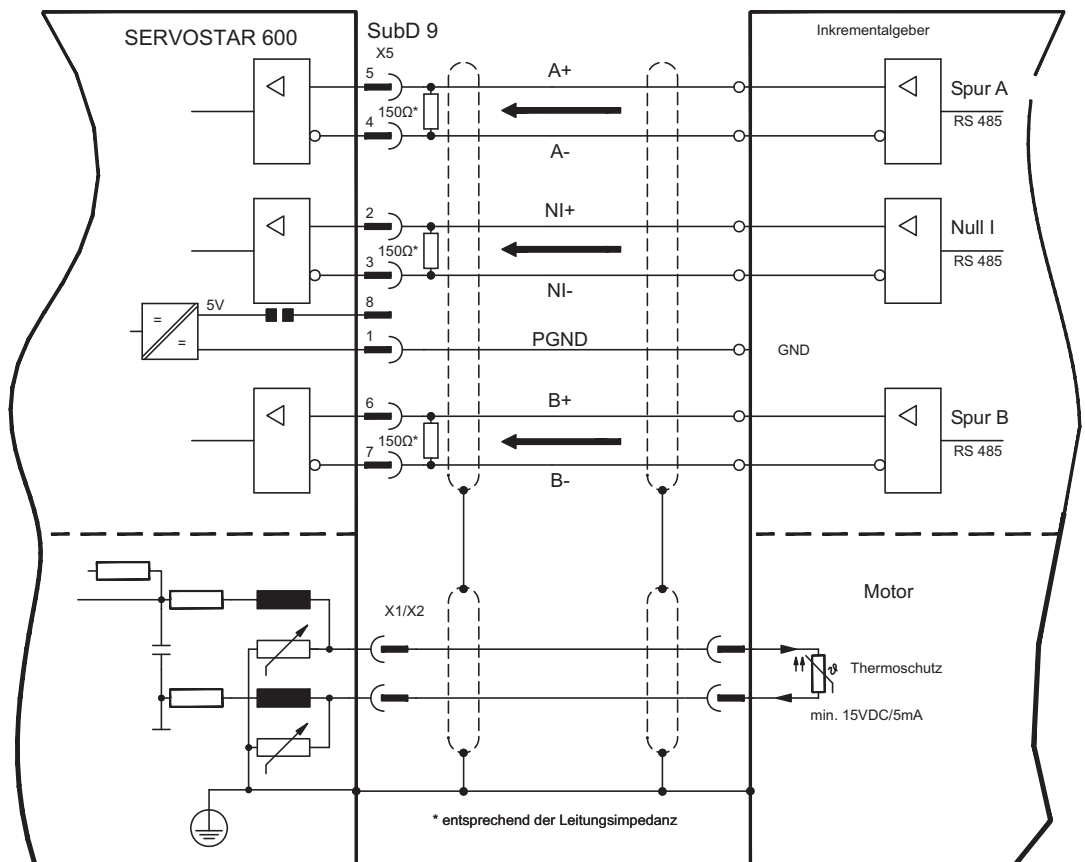 SERVOSTAR 600
SubD 9
X5
Inkrementalgeber
5
A+
Spur A
150Ω*
RS 485
4
A-
2
NI+
Null I
150Ω*
RS 485
3
NI-
5V
8
=
=
1
PGND
GND
6
B+
Spur B
150Ω*
RS 485
7
B-
Motor
X1/X2
ϑ
Thermoschutz
min. 15VDC/5mA
* entsprechend der Leitungsimpedanz